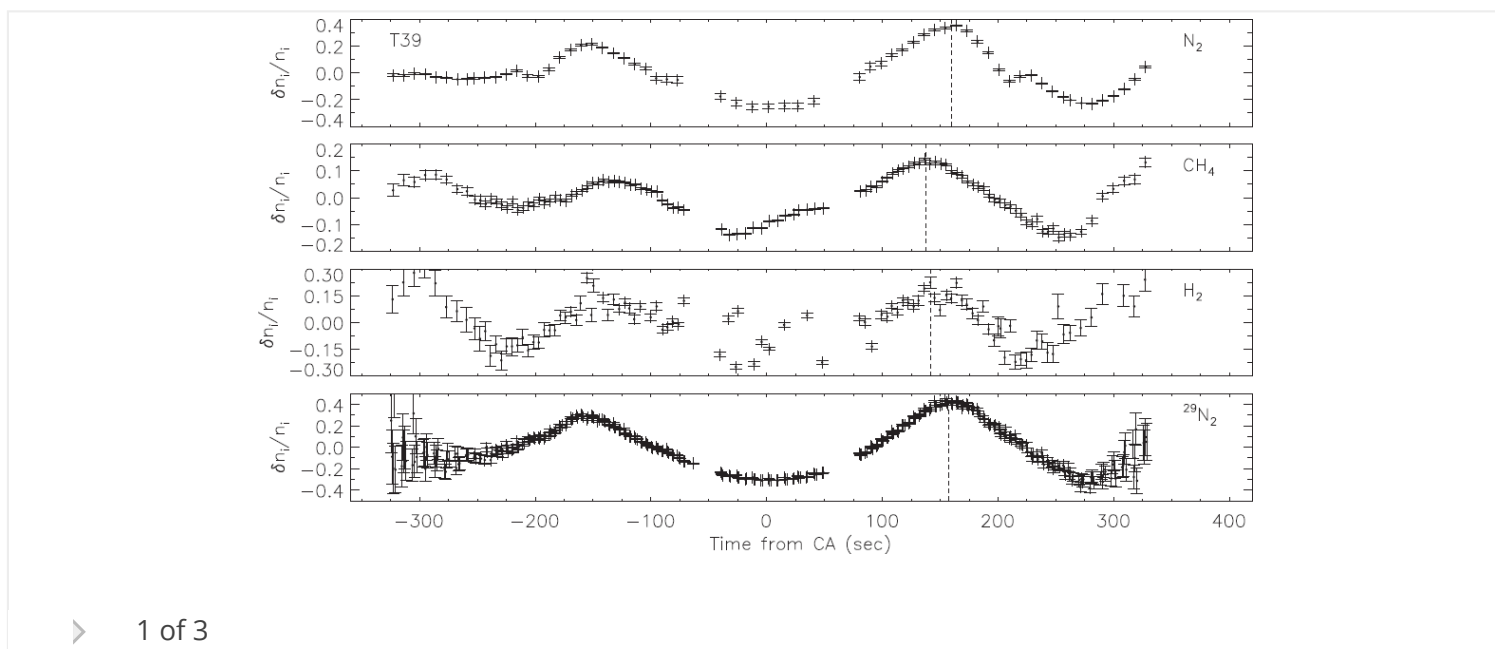 T39
N₂
δnᵢ/nᵢ
0.4
0.2
0.0
−0.2
−0.4
CH₄
δnᵢ/nᵢ
0.2
0.1
0.0
−0.1
−0.2
H₂
δnᵢ/nᵢ
0.30
0.15
0.00
−0.15
−0.30
²⁹N₂
δnᵢ/nᵢ
0.4
0.2
0.0
−0.2
−0.4
−300 −200 −100 0 100 200 300 400
Time from CA (sec)
1 of 3